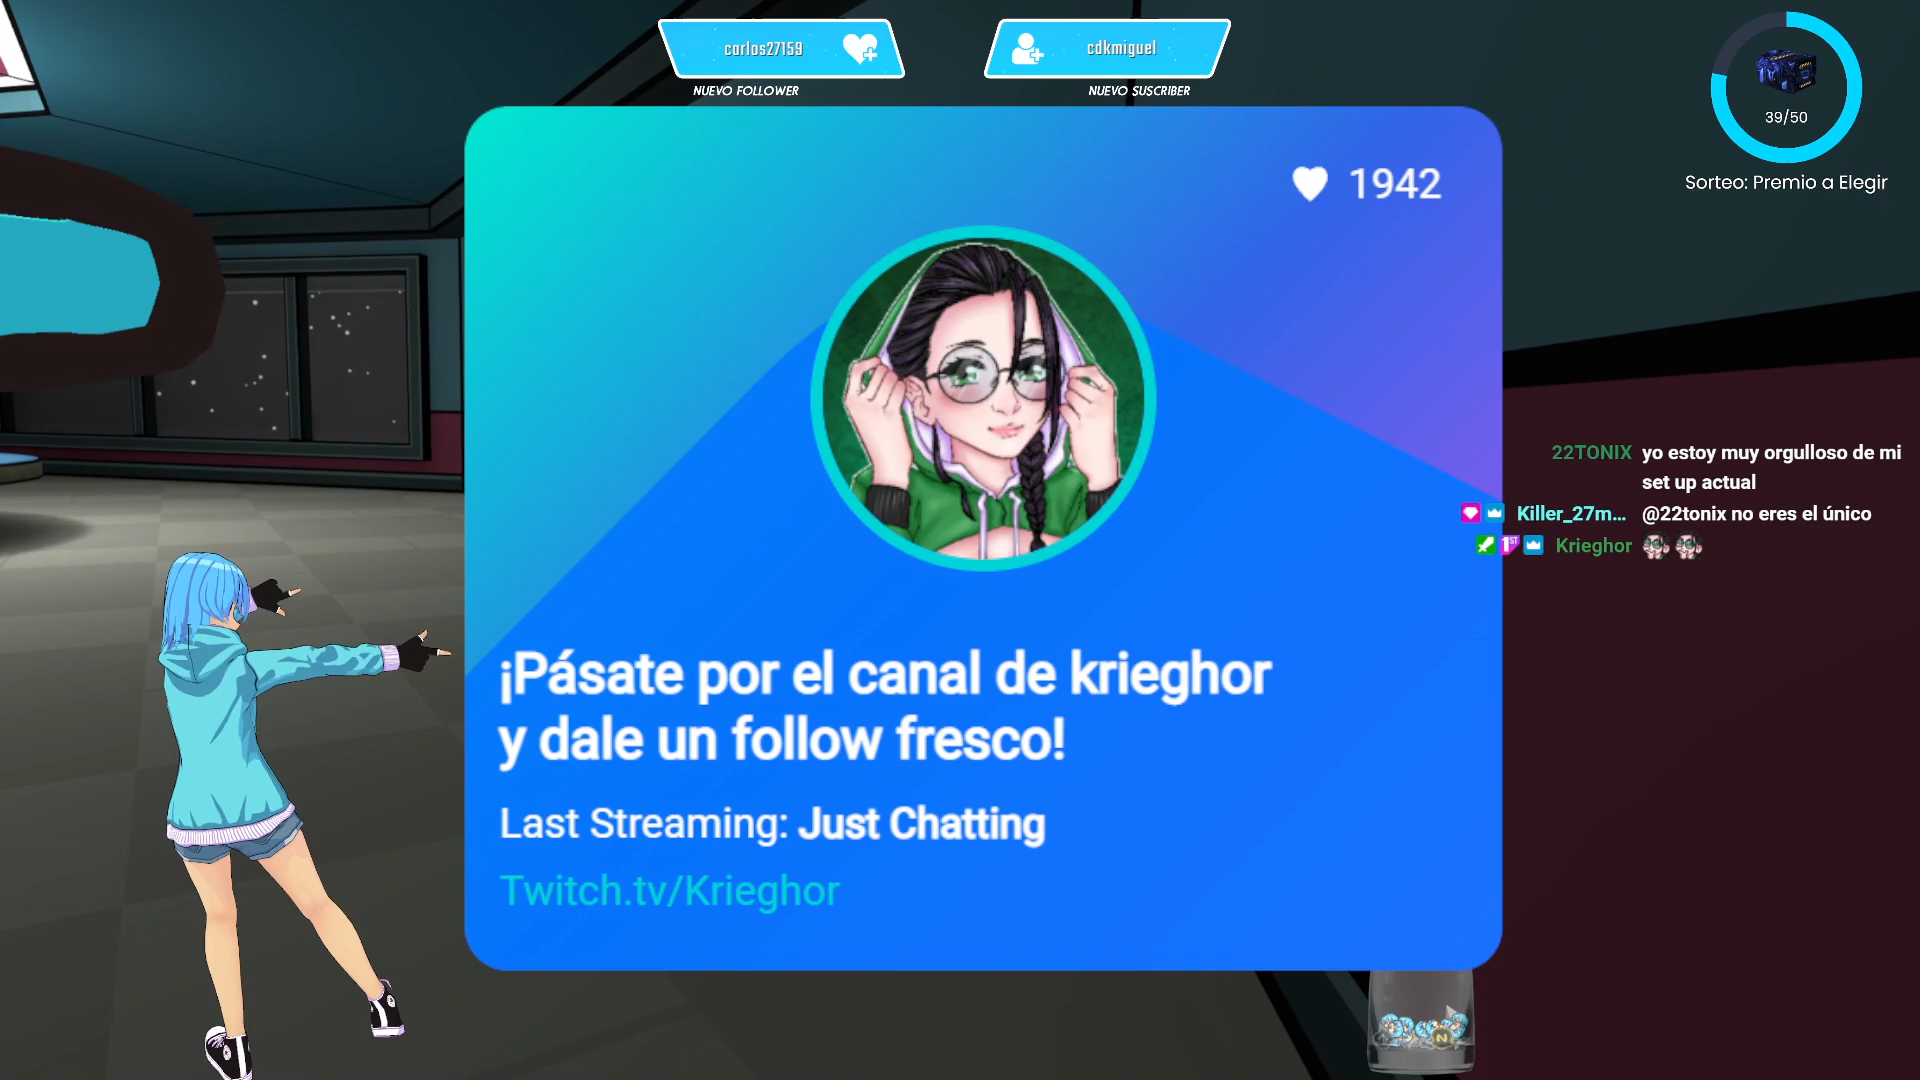 carlos27159
NUEVO FOLLOWER
cdkmiguel
NUEVO SUSCRIBER
39/50
Sorteo: Premio a Elegir
1942
¡Pásate por el canal de krieghor
y dale un follow fresco!
Last Streaming: Just Chatting
Twitch.tv/Krieghor
22TONIX yo estoy muy orgulloso de mi
set up actual
Killer_27m... @22tonix no eres el único
1ST Krieghor
N